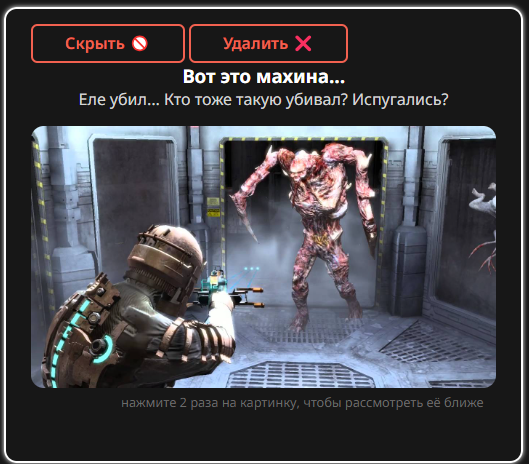 Скрыть 🚫 Удалить ❌
Вот это махина...
Еле убил... Кто тоже такую убивал? Испугались?
нажмите 2 раза на картинку, чтобы рассмотреть её ближе